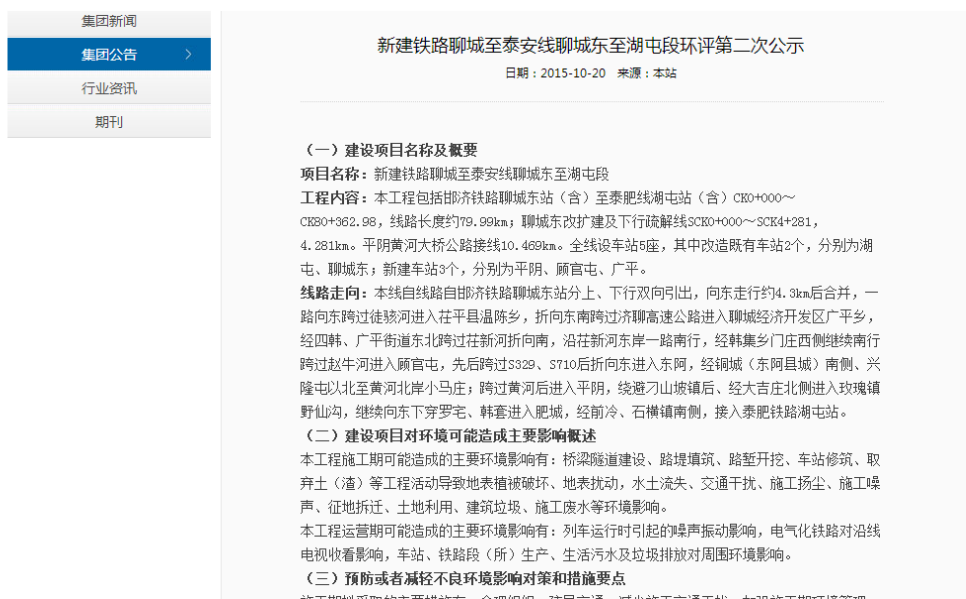 集团新闻
集团公告
行业资讯
期刊
新建铁路聊城至泰安线聊城东至湖屯段环评第二次公示
日期：2015-10-20 来源：本站
（一）建设项目名称及概要
项目名称：新建铁路聊城至泰安线聊城东至湖屯段
工程内容：本工程包括邯济铁路聊城东站（含）至泰肥线湖屯站（含）CK0+000～
CK80+362.98，线路长度约79.99km；聊城东改扩建及下行疏解线SCK0+000～SCK4+281，
4.281km。平阴黄河大桥公路接线10.469km。全线设车站5座，其中改造既有车站2个，分别为湖
屯、聊城东；新建车站3个，分别为平阴、顾官屯、广平。
线路走向：本线自线路自邯济铁路聊城东站分上、下行双向引出，向东走行约4.3km后合并，一
路向东跨过徒骇河进入茌平县温陈乡，折向东南跨过济聊高速公路进入聊城经济开发区广平乡，
经四韩、广平街道东北跨过茌新河折向南，沿茌新河东岸一路南行，经韩集乡门庄西侧继续南行
跨过赵牛河进入顾官屯，先后跨过S329、S710后折向东进入东阿，经铜城（东阿县城）南侧、兴
隆屯以北至黄河北岸小马庄；跨过黄河后进入平阴，绕避刁山坡镇后、经大吉庄北侧进入玫瑰镇
野仙沟，继续向东下穿罗宅、韩套进入肥城，经前冷、石横镇南侧，接入泰肥铁路湖屯站。
（二）建设项目对环境可能造成主要影响概述
本工程施工期可能造成的主要环境影响有：桥梁隧道建设、路堤填筑、路堑开挖、车站修筑、取
弃土（渣）等工程活动导致地表植被破坏、地表扰动，水土流失、交通干扰、施工扬尘、施工噪
声、征地拆迁、土地利用、建筑垃圾、施工废水等环境影响。
本工程运营期可能造成的主要环境影响有：列车运行时引起的噪声振动影响，电气化铁路对沿线
电视收看影响，车站、铁路段（所）生产、生活污水及垃圾排放对周围环境影响。
（三）预防或者减轻不良环境影响对策和措施要点